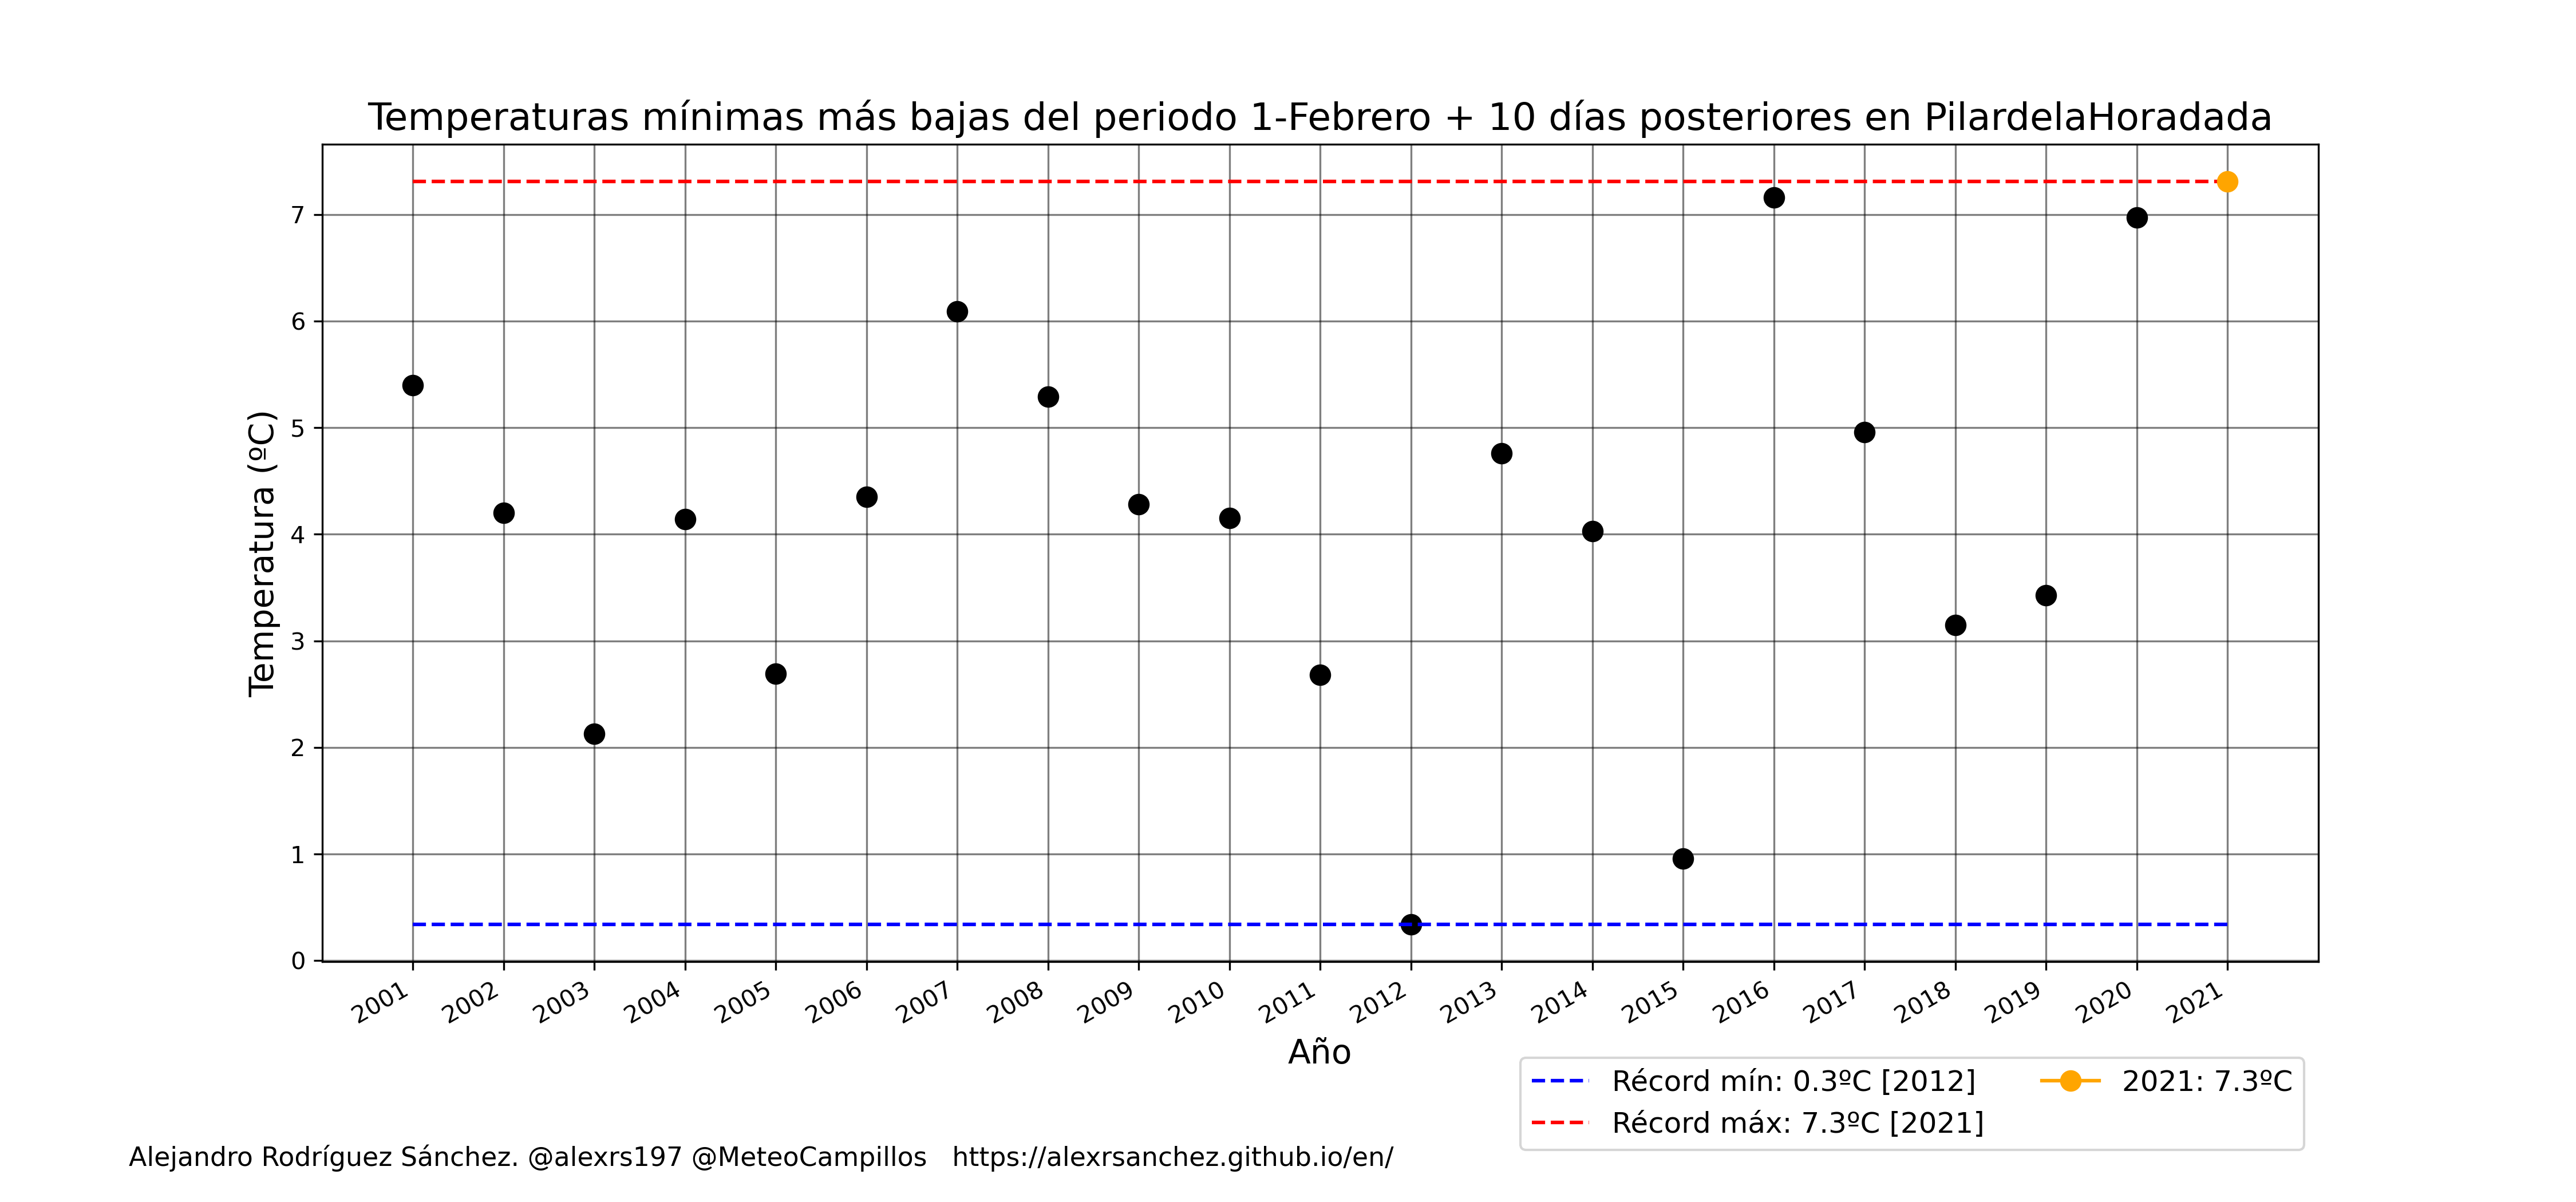 Temperaturas mínimas más bajas del periodo 1-Febrero + 10 días posteriores en PilardelaHoradada
Temperatura (ºC)
7
6
5
4
3
2
1
0
2001 2002 2003 2004 2005 2006 2007 2008 2009 2010 2011 2012 2013 2014 2015 2016 2017 2018 2019 2020 2021
Año
Récord mín: 0.3ºC [2012] 2021: 7.3ºC
Récord máx: 7.3ºC [2021]
Alejandro Rodríguez Sánchez. @alexrs197 @MeteoCampillos https://alexrsanchez.github.io/en/